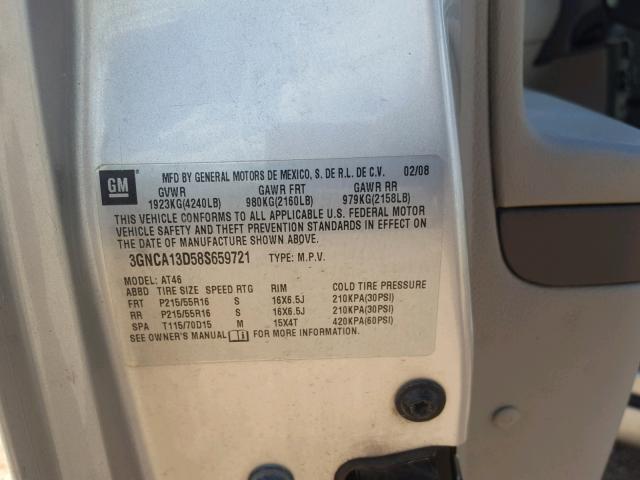 GM MFD BY GENERAL MOTORS DE MEXICO, S. DE R.L. DE C.V. 02/08
GVWR GAWR FRT GAWR RR
1923KG(4240LB) 980KG(2160LB) 979KG(2158LB)
THIS VEHICLE CONFORMS TO ALL APPLICABLE U.S. FEDERAL MOTOR
VEHICLE SAFETY AND THEFT PREVENTION STANDARDS IN EFFECT ON
THE DATE OF MANUFACTURE SHOWN ABOVE.
3GNCA13D58S659721 TYPE: M.P.V.
MODEL: AT46
ABBD TIRE SIZE SPEED RTG RIM COLD TIRE PRESSURE
FRT P215/55R16 S 16X6.5J 210KPA(30PSI)
RR P215/55R16 S 16X6.5J 210KPA(30PSI)
SPA T115/70D15 M 15X4T 420KPA(60PSI)
SEE OWNER'S MANUAL FOR MORE INFORMATION.